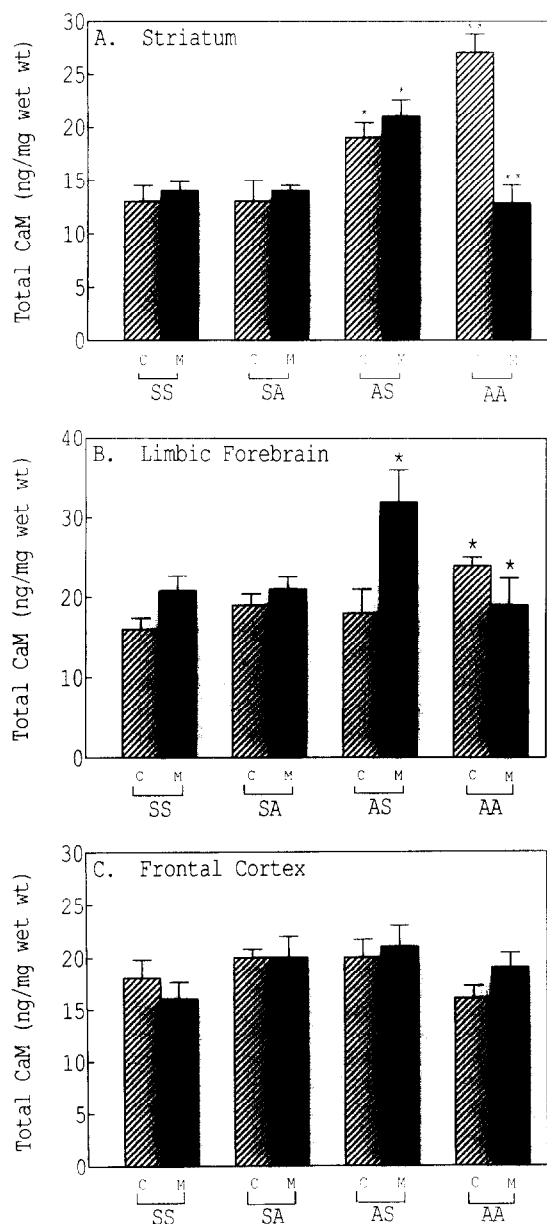 A. Striatum
Total CaM (ng/mg wet wt)
30
25
20
15
10
5
0
* * ** **
C M C M C M C M
SS SA AS AA
B. Limbic Forebrain
Total CaM (ng/mg wet wt)
40
30
20
10
0
* * *
C M C M C M C M
SS SA AS AA
C. Frontal Cortex
Total CaM (ng/mg wet wt)
30
25
20
15
10
5
0
C M C M C M C M
SS SA AS AA